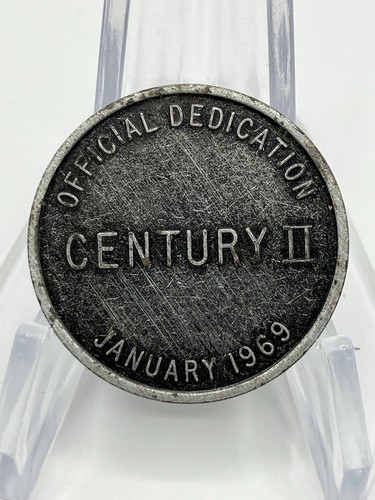 OFFICIAL DEDICATION
CENTURY II
JANUARY 1969